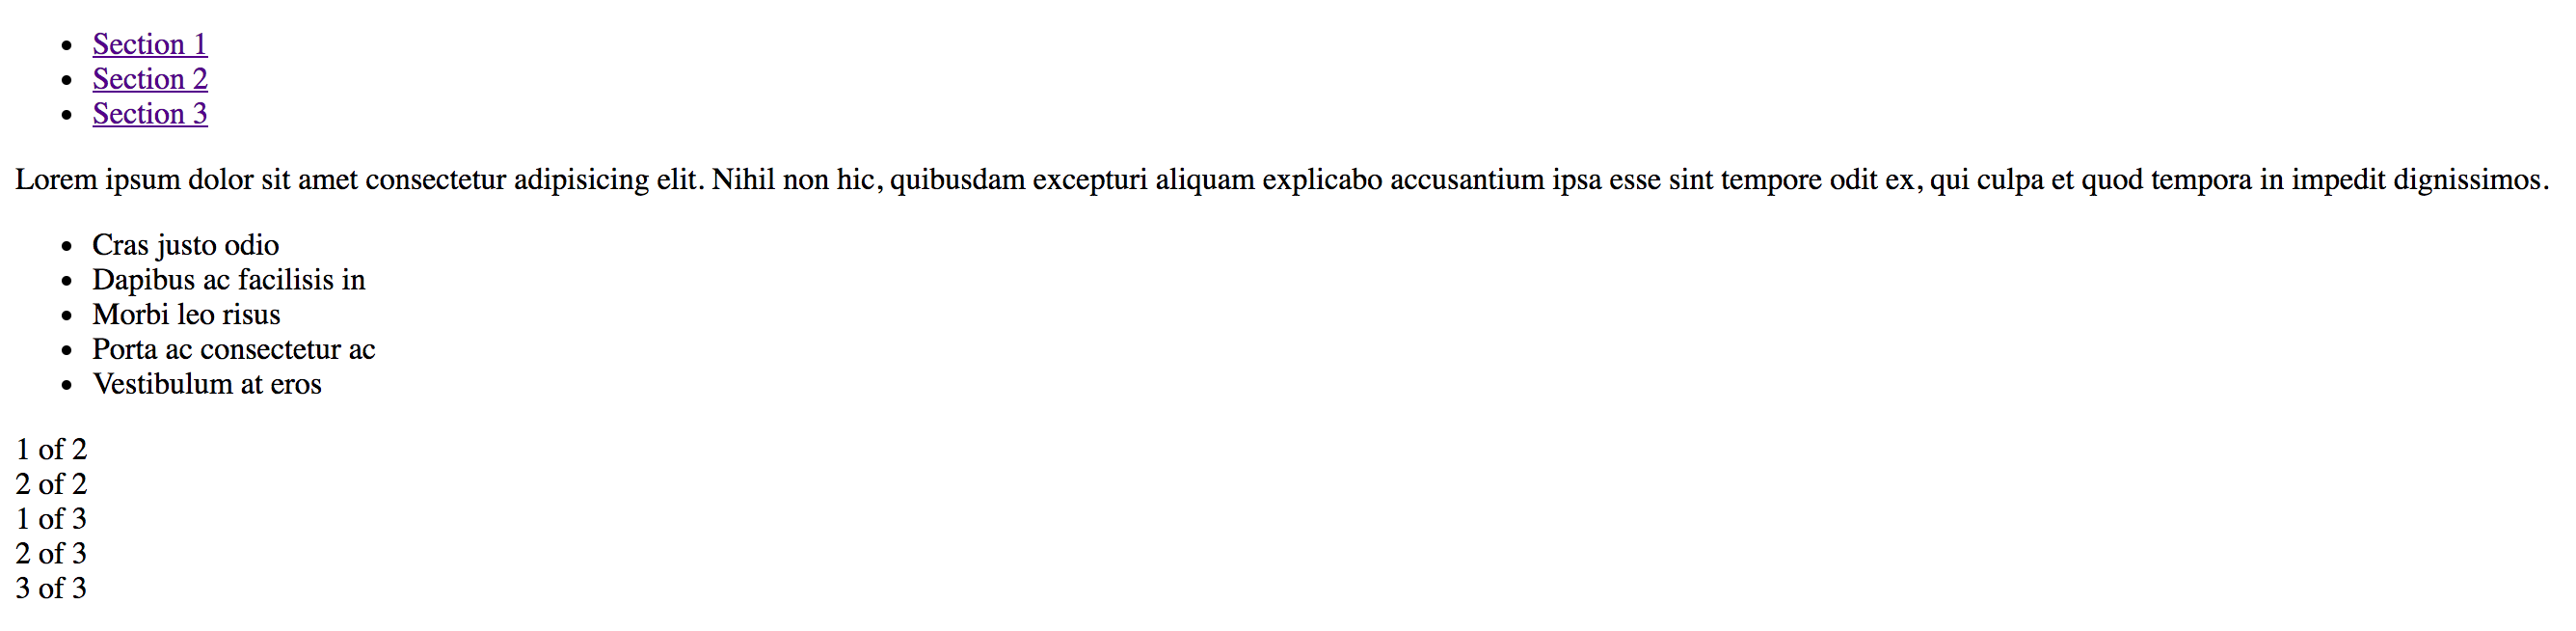 Section 1
Section 2
Section 3
Lorem ipsum dolor sit amet consectetur adipisicing elit. Nihil non hic, quibusdam excepturi aliquam explicabo accusantium ipsa esse sint tempore odit ex, qui culpa et quod tempora in impedit dignissimos.
Cras justo odio
Dapibus ac facilisis in
Morbi leo risus
Porta ac consectetur ac
Vestibulum at eros
1 of 2
2 of 2
1 of 3
2 of 3
3 of 3